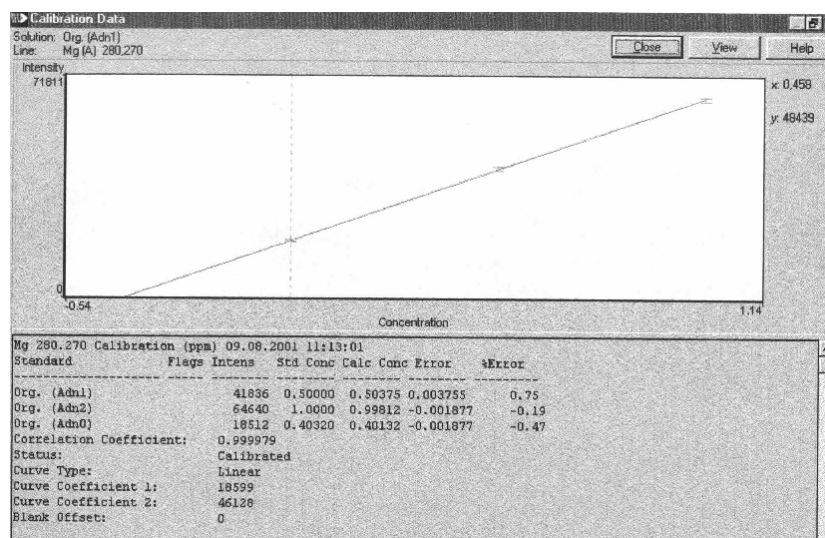 Calibration Data
Solution: Org. (Adn1)
Line: Mg (A) 280,270
Close View Help
Intensity
71811
x: 0,458
y: 48439
0
-0.54
1,14
Concentration
Mg 280.270 Calibration (ppm) 09.08.2001 11:13:01
Standard Flags Intens Std Conc Calc Conc Error %Error
Org. (Adn1) 41836 0.50000 0.50375 0.003755 0.75
Org. (Adn2) 64640 1.0000 0.99812 -0.001877 -0.19
Org. (Adn0) 18512 0.40320 0.40132 -0.001877 -0.47
Correlation Coefficient: 0.999979
Status: Calibrated
Curve Type: Linear
Curve Coefficient 1: 18599
Curve Coefficient 2: 46128
Blank Offset: 0